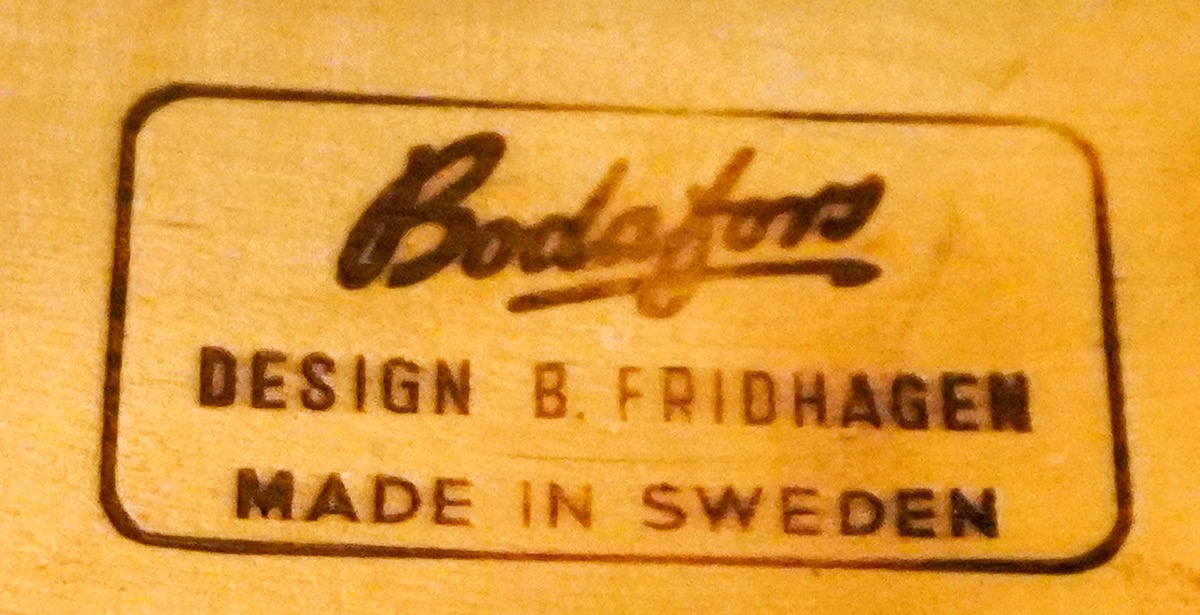 Bodafors
DESIGN B. FRIDHAGEN
MADE IN SWEDEN